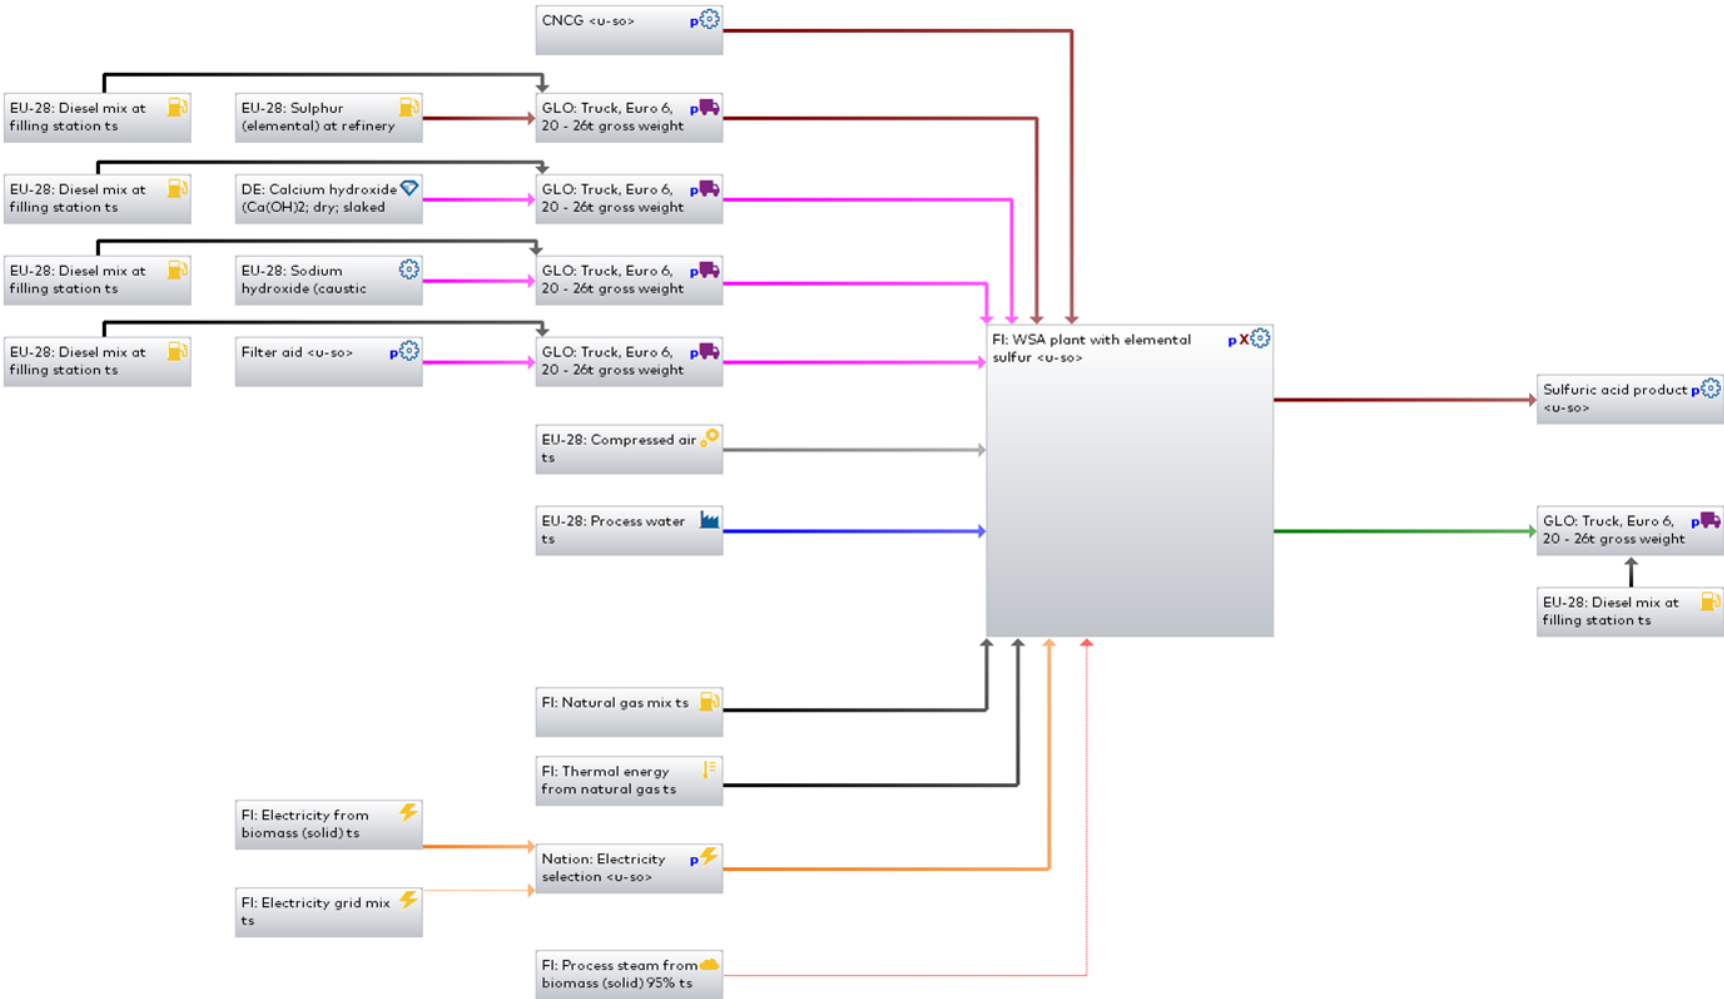 CNCG <u-so>
p
EU-28: Diesel mix at
filling station ts
EU-28: Sulphur
(elemental) at refinery
GLO: Truck, Euro 6,
20 - 26t gross weight
p
EU-28: Diesel mix at
filling station ts
DE: Calcium hydroxide
(Ca(OH)2; dry; slaked
GLO: Truck, Euro 6,
20 - 26t gross weight
p
EU-28: Diesel mix at
filling station ts
EU-28: Sodium
hydroxide (caustic
GLO: Truck, Euro 6,
20 - 26t gross weight
p
EU-28: Diesel mix at
filling station ts
Filter aid <u-so>
p
GLO: Truck, Euro 6,
20 - 26t gross weight
p
FI: WSA plant with elemental
sulfur <u-so>
p X
Sulfuric acid product
<u-so>
p
EU-28: Compressed air
ts
EU-28: Process water
ts
GLO: Truck, Euro 6,
20 - 26t gross weight
p
EU-28: Diesel mix at
filling station ts
FI: Natural gas mix ts
FI: Thermal energy
from natural gas ts
FI: Electricity from
biomass (solid) ts
Nation: Electricity
selection <u-so>
p
FI: Electricity grid mix
ts
FI: Process steam from
biomass (solid) 95% ts